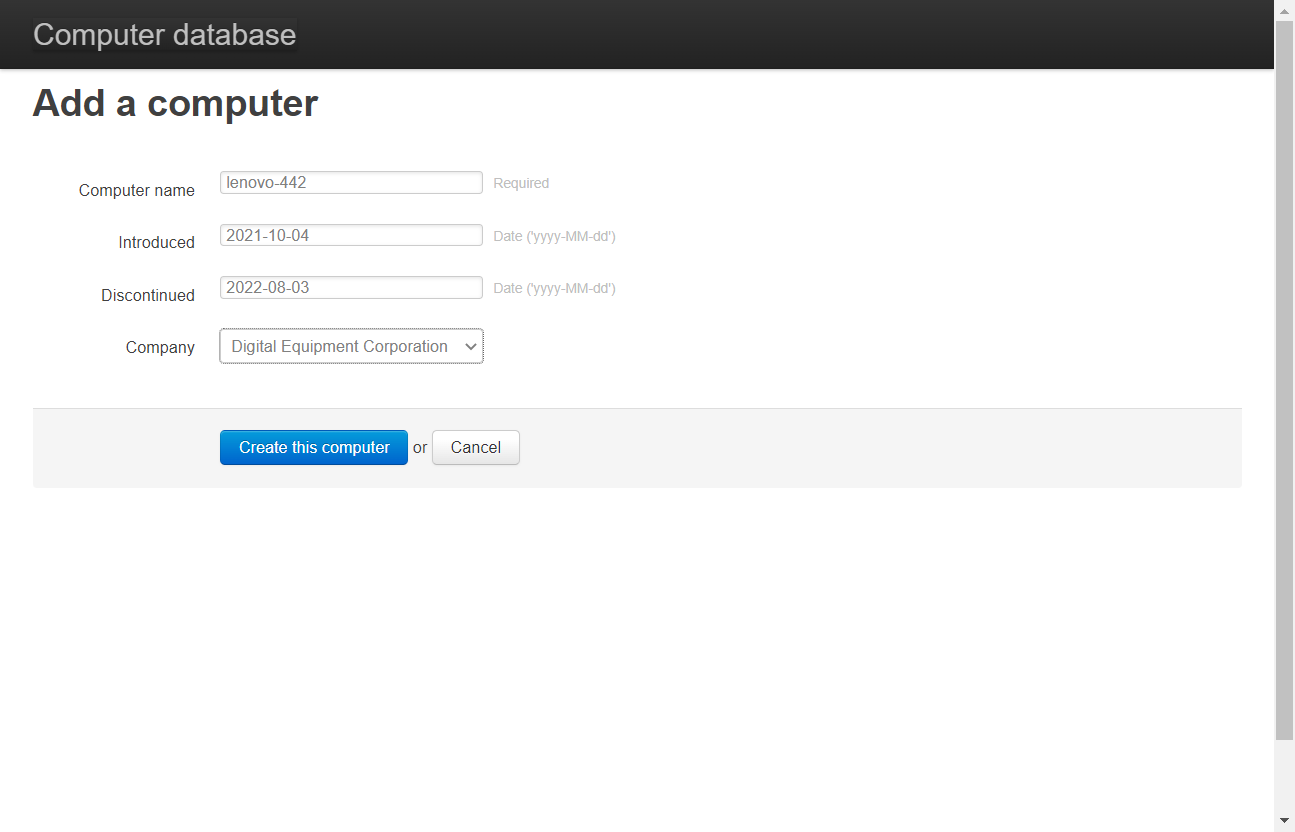 Computer database
Add a computer
Computer name lenovo-442 Required
Introduced 2021-10-04 Date ('yyyy-MM-dd')
Discontinued 2022-08-03 Date ('yyyy-MM-dd')
Company Digital Equipment Corporation
Create this computer or Cancel